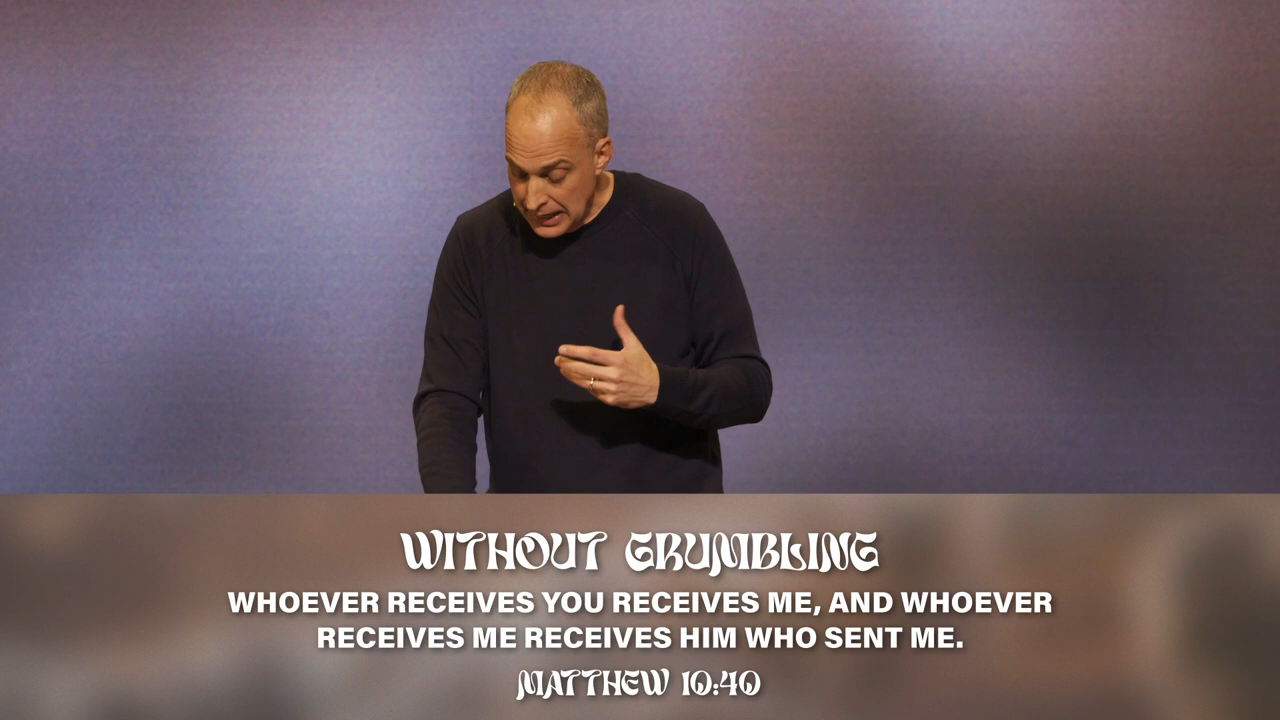 WITHOUT GRUMBLING
WHOEVER RECEIVES YOU RECEIVES ME, AND WHOEVER
RECEIVES ME RECEIVES HIM WHO SENT ME.
MATTHEW 10:40